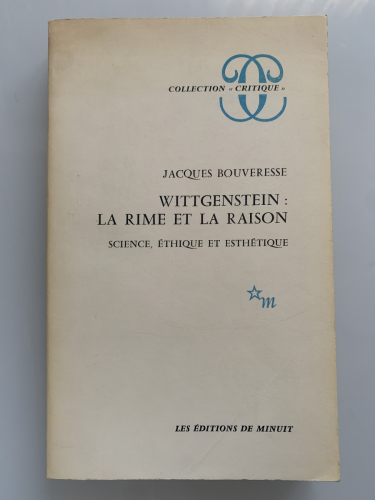 COLLECTION « CRITIQUE »
JACQUES BOUVERESSE
WITTGENSTEIN :
LA RIME ET LA RAISON
SCIENCE, ÉTHIQUE ET ESTHÉTIQUE
m
LES ÉDITIONS DE MINUIT